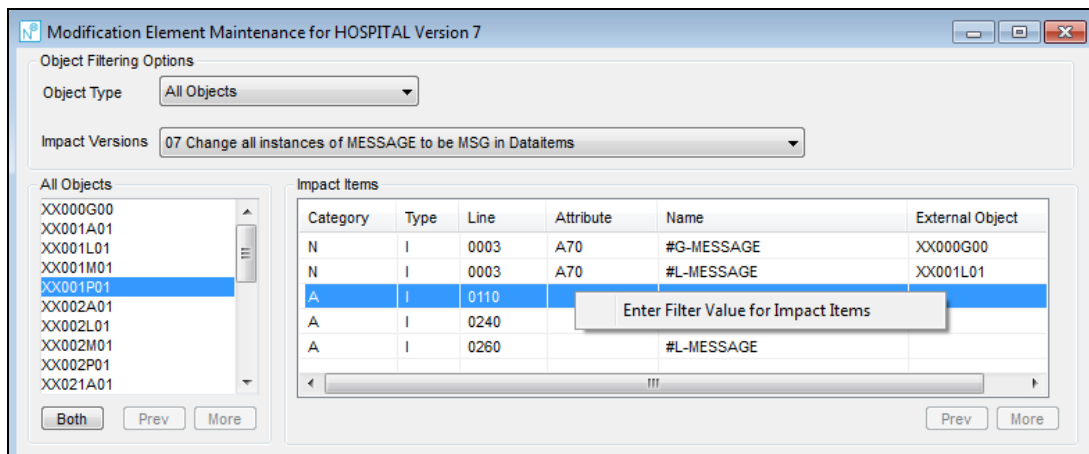 Modification Element Maintenance for HOSPITAL Version 7
Object Filtering Options
Object Type All Objects
Impact Versions 07 Change all instances of MESSAGE to be MSG in Dataitems
All Objects
XX000G00
XX001A01
XX001L01
XX001M01
XX001P01
XX002A01
XX002L01
XX002M01
XX002P01
XX021A01
Both Prev More
Impact Items
Category Type Line Attribute Name External Object
N I 0003 A70 #G-MESSAGE XX000G00
N I 0003 A70 #L-MESSAGE XX001L01
A I 0110
Enter Filter Value for Impact Items
A I 0240
A I 0260 #L-MESSAGE
Prev More